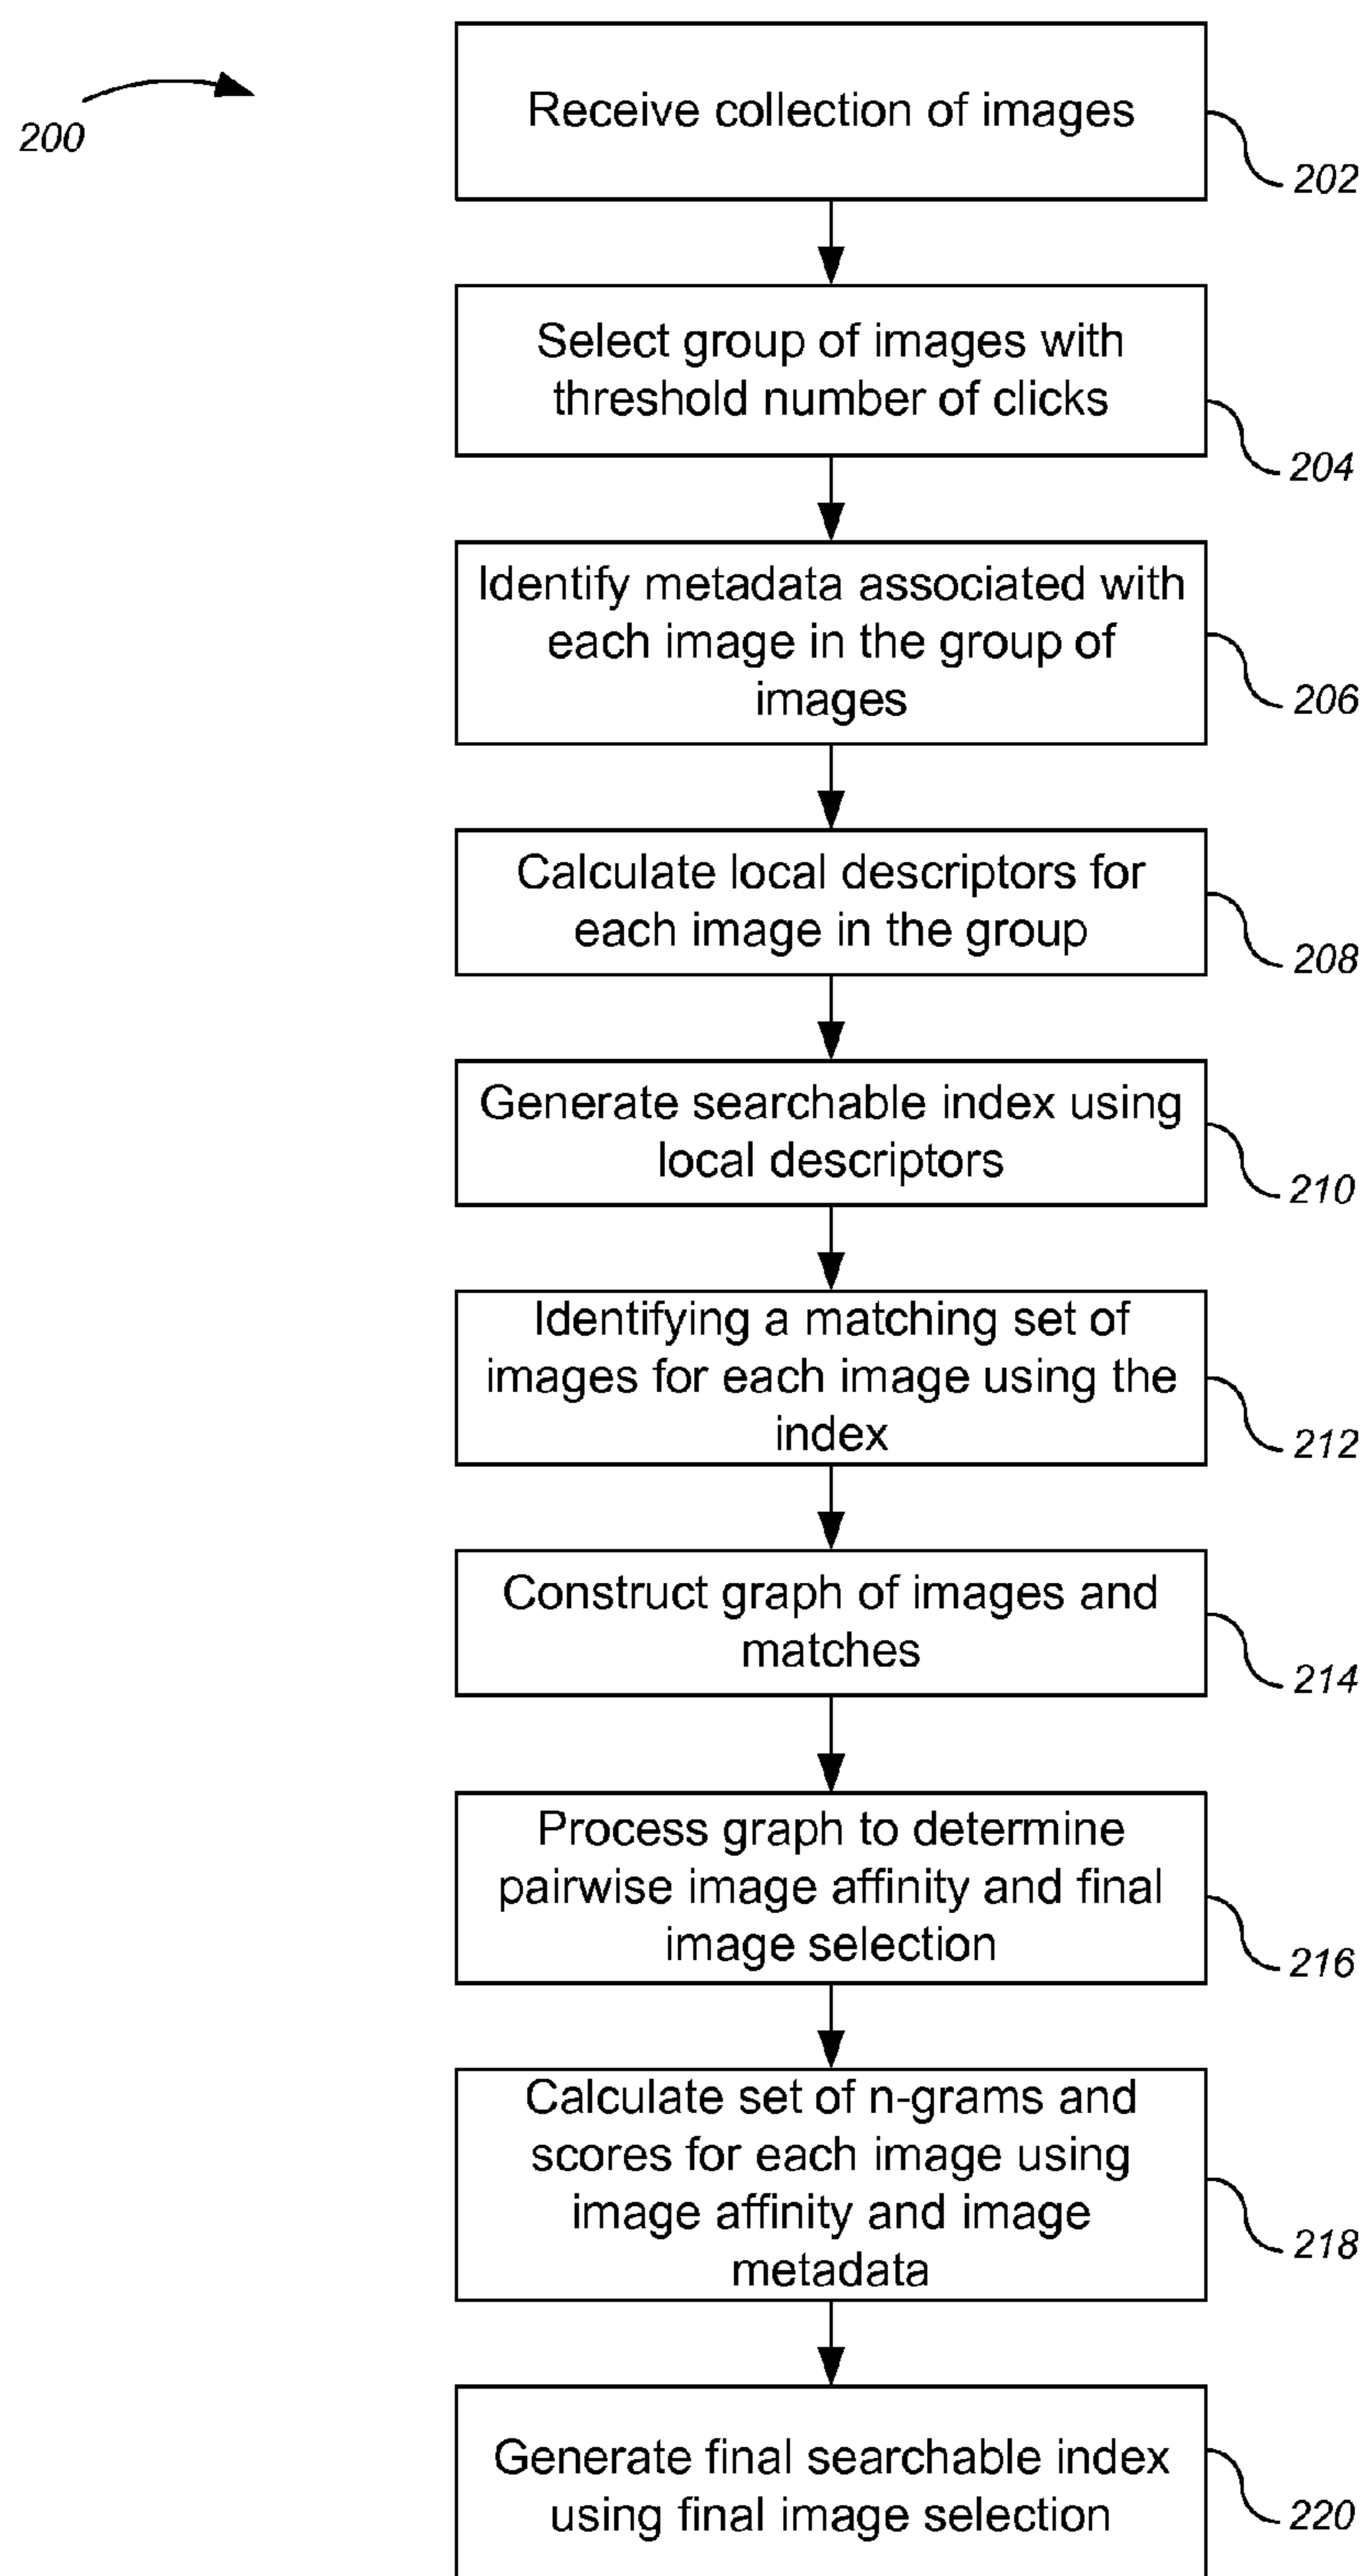 200
Receive collection of images
202
Select group of images with
threshold number of clicks
204
Identify metadata associated with
each image in the group of
images
206
Calculate local descriptors for
each image in the group
208
Generate searchable index using
local descriptors
210
Identifying a matching set of
images for each image using the
index
212
Construct graph of images and
matches
214
Process graph to determine
pairwise image affinity and final
image selection
216
Calculate set of n-grams and
scores for each image using
image affinity and image
metadata
218
Generate final searchable index
using final image selection
220